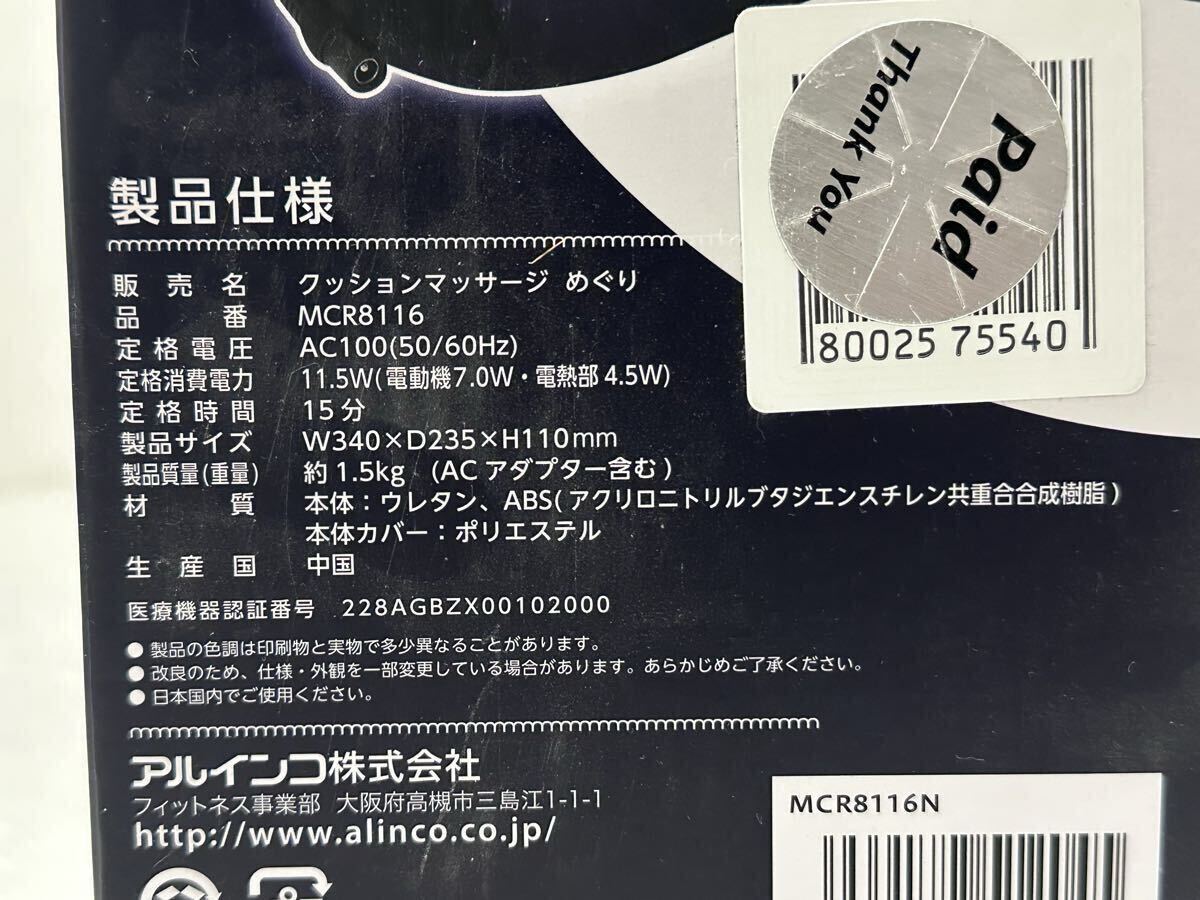 Thank You
Paid
80025 75540
製品仕様
販売名 クッションマッサージ めぐり
品番 MCR8116
定格電圧 AC100(50/60Hz)
定格消費電力 11.5W(電動機7.0W・電熱部4.5W)
定格時間 15分
製品サイズ W340×D235×H110mm
製品質量(重量) 約1.5kg (ACアダプター含む)
材質 本体：ウレタン、ABS(アクリロニトリルブタジエンスチレン共重合合成樹脂)
本体カバー：ポリエステル
生産国 中国
医療機器認証番号 228AGBZX00102000
●製品の色調は印刷物と実物で多少異なることがあります。
●改良のため、仕様・外観を一部変更している場合があります。あらかじめご了承ください。
●日本国内でご使用ください。
アルインコ株式会社
フィットネス事業部 大阪府高槻市三島江1-1-1
http://www.alinco.co.jp/
MCR8116N